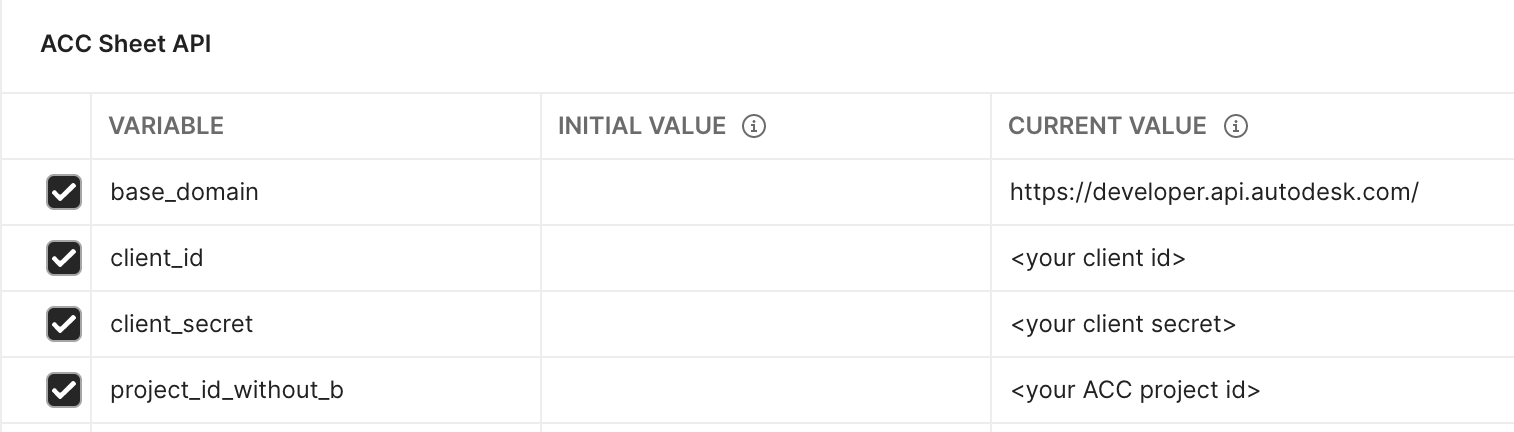 ACC Sheet API
VARIABLE INITIAL VALUE CURRENT VALUE
base_domain https://developer.api.autodesk.com/
client_id <your client id>
client_secret <your client secret>
project_id_without_b <your ACC project id>